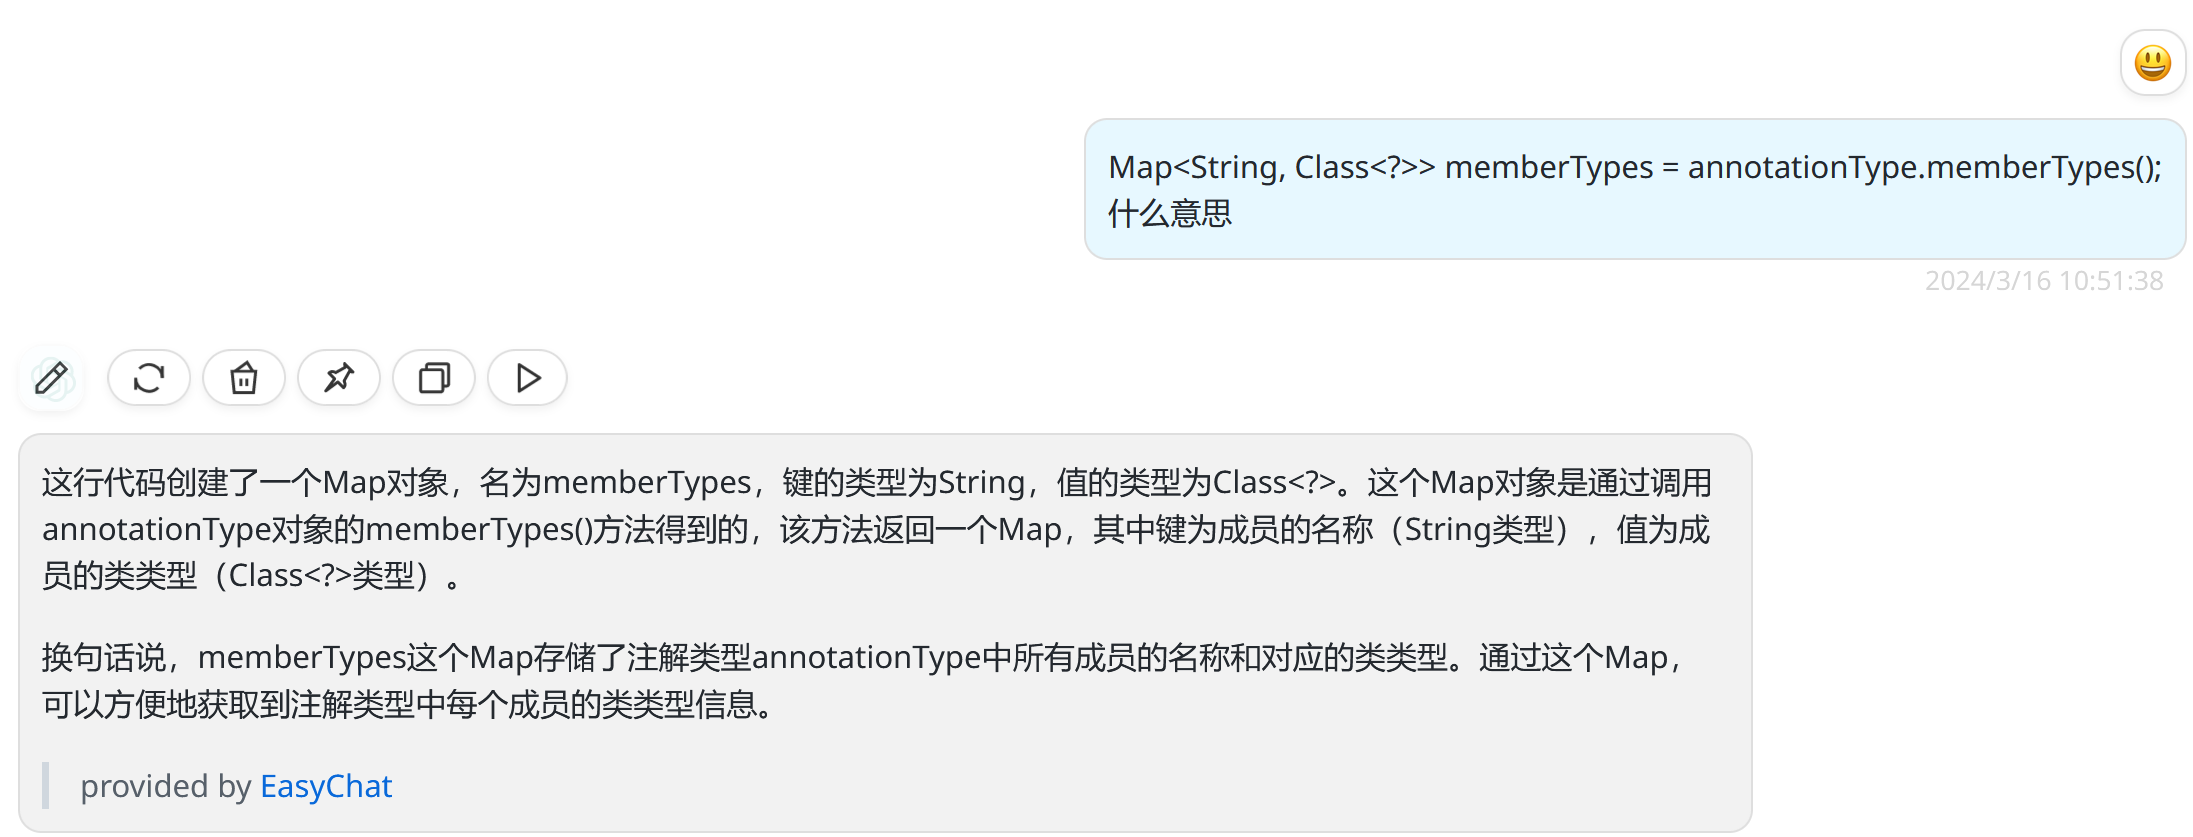 Map<String, Class<?>> memberTypes = annotationType.memberTypes();
什么意思
2024/3/16 10:51:38
这行代码创建了一个Map对象，名为memberTypes，键的类型为String，值的类型为Class<?>。这个Map对象是通过调用
annotationType对象的memberTypes()方法得到的，该方法返回一个Map，其中键为成员的名称（String类型），值为成
员的类类型（Class<?>类型）。
换句话说，memberTypes这个Map存储了注解类型annotationType中所有成员的名称和对应的类类型。通过这个Map，
可以方便地获取到注解类型中每个成员的类类型信息。
provided by EasyChat